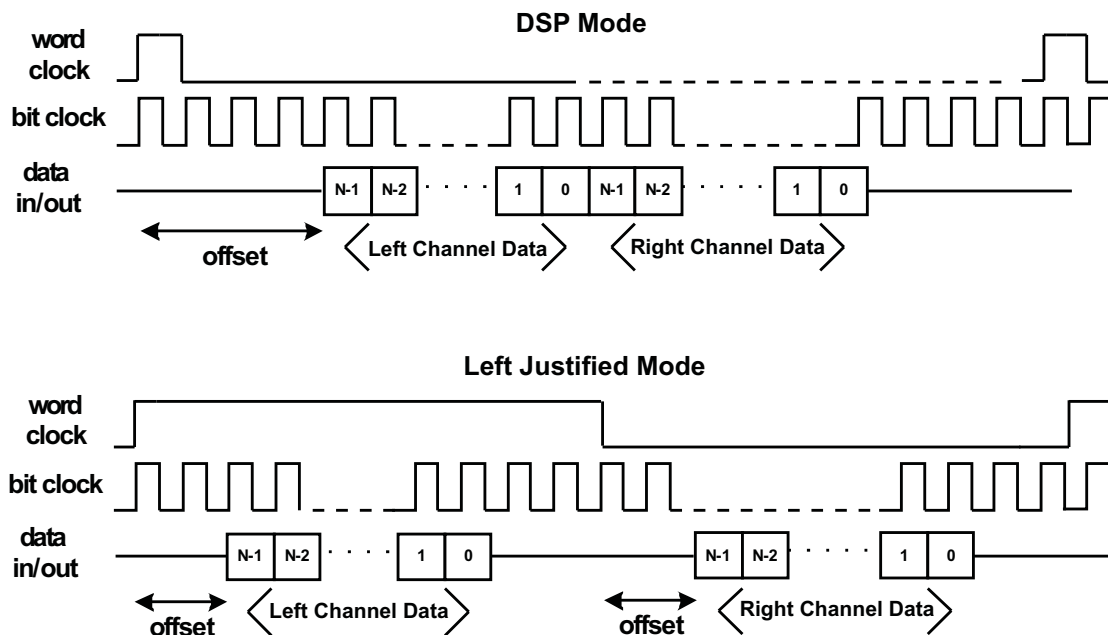 DSP Mode
word
clock
bit clock
data
in/out
N-1 N-2 ..... 1 0 N-1 N-2 ...... 1 0
offset
Left Channel Data
Right Channel Data
Left Justified Mode
word
clock
bit clock
data
in/out
N-1 N-2 ..... 1 0
N-1 N-2 ...... 1 0
offset
Left Channel Data
offset
Right Channel Data